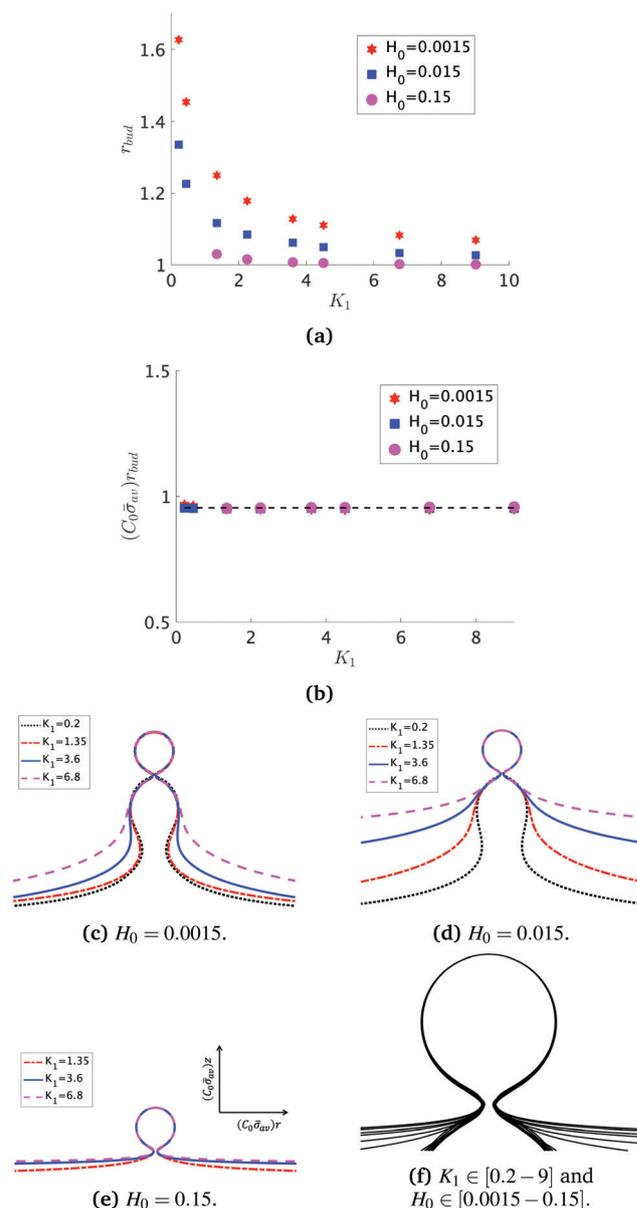 1.6
1.4
1.2
1
r_bud
H_0=0.0015
H_0=0.015
H_0=0.15
0 2 4 6 8 10
K_1
(a)
1.5
1
0.5
(C_0σ̄_av)r_bud
H_0=0.0015
H_0=0.015
H_0=0.15
0 2 4 6 8
K_1
(b)
K_1=0.2
K_1=1.35
K_1=3.6
K_1=6.8
(c) H_0 = 0.0015.
K_1=0.2
K_1=1.35
K_1=3.6
K_1=6.8
(d) H_0 = 0.015.
K_1=1.35
K_1=3.6
K_1=6.8
(C_0σ̄_av)z
(C_0σ̄_av)r
(e) H_0 = 0.15.
(f) K_1 ∈ [0.2 − 9] and
H_0 ∈ [0.0015 − 0.15].